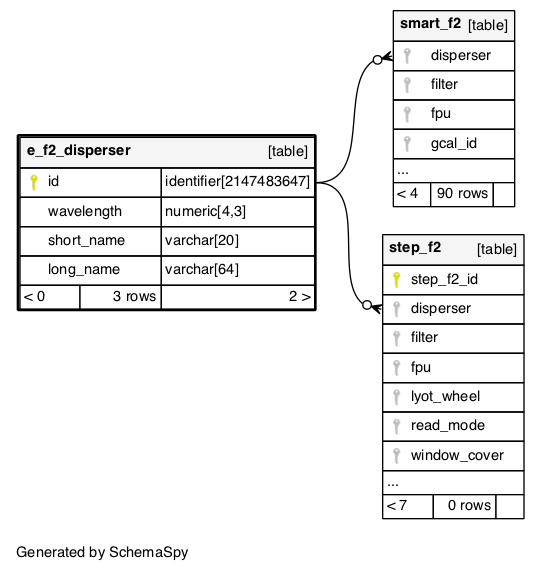 smart_f2 [table]
disperser
filter
fpu
gcal_id
...
< 4 90 rows
e_f2_disperser [table]
id identifier[2147483647]
wavelength numeric[4,3]
short_name varchar[20]
long_name varchar[64]
< 0 3 rows 2 >
step_f2 [table]
step_f2_id
disperser
filter
fpu
lyot_wheel
read_mode
window_cover
...
< 7 0 rows
Generated by SchemaSpy